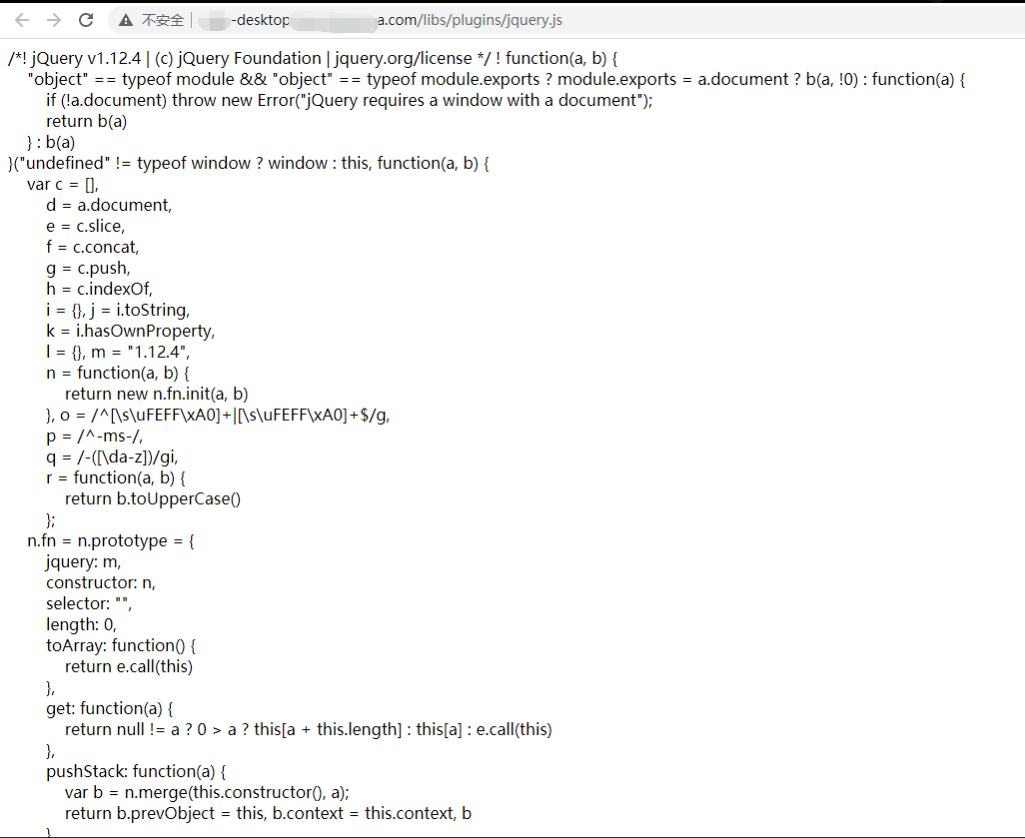 不安全 | -desktop a.com/libs/plugins/jquery.js
/*! jQuery v1.12.4 | (c) jQuery Foundation | jquery.org/license */ ! function(a, b) {
"object" == typeof module && "object" == typeof module.exports ? module.exports = a.document ? b(a, !0) : function(a) {
if (!a.document) throw new Error("jQuery requires a window with a document");
return b(a)
} : b(a)
}("undefined" != typeof window ? window : this, function(a, b) {
var c = [],
d = a.document,
e = c.slice,
f = c.concat,
g = c.push,
h = c.indexOf,
i = {}, j = i.toString,
k = i.hasOwnProperty,
l = {}, m = "1.12.4",
n = function(a, b) {
return new n.fn.init(a, b)
}, o = /^[\s\uFEFF\xA0]+|[\s\uFEFF\xA0]+$/g,
p = /^-ms-/,
q = /-([\da-z])/gi,
r = function(a, b) {
return b.toUpperCase()
};
n.fn = n.prototype = {
jquery: m,
constructor: n,
selector: "",
length: 0,
toArray: function() {
return e.call(this)
},
get: function(a) {
return null != a ? 0 > a ? this[a + this.length] : this[a] : e.call(this)
},
pushStack: function(a) {
var b = n.merge(this.constructor(), a);
return b.prevObject = this, b.context = this.context, b